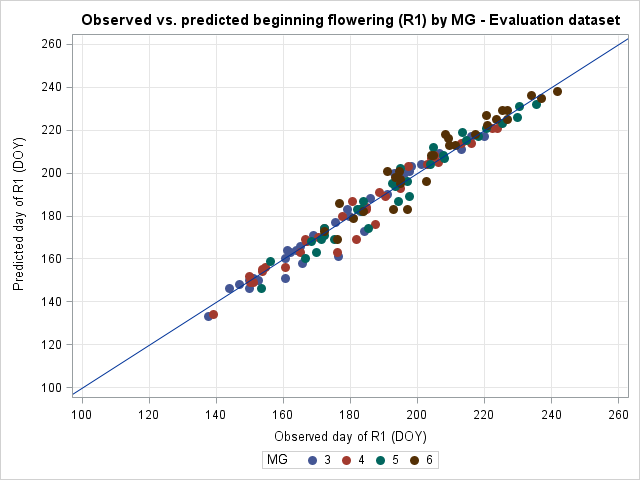 Observed vs. predicted beginning flowering (R1) by MG - Evaluation dataset
260
240
220
200
180
160
140
120
100
Predicted day of R1 (DOY)
100 120 140 160 180 200 220 240 260
Observed day of R1 (DOY)
MG 3 4 5 6